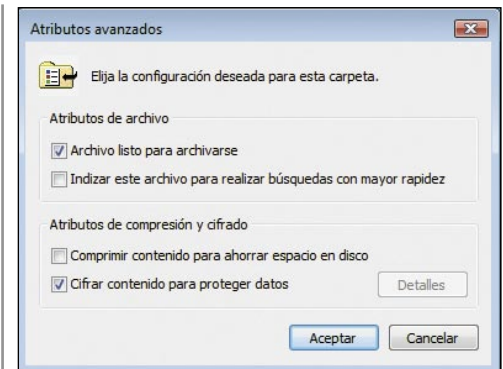 Atributos avanzados
Elija la configuración deseada para esta carpeta.
Atributos de archivo
Archivo listo para archivarse
Indizar este archivo para realizar búsquedas con mayor rapidez
Atributos de compresión y cifrado
Comprimir contenido para ahorrar espacio en disco
Cifrar contenido para proteger datos
Detalles
Aceptar Cancelar